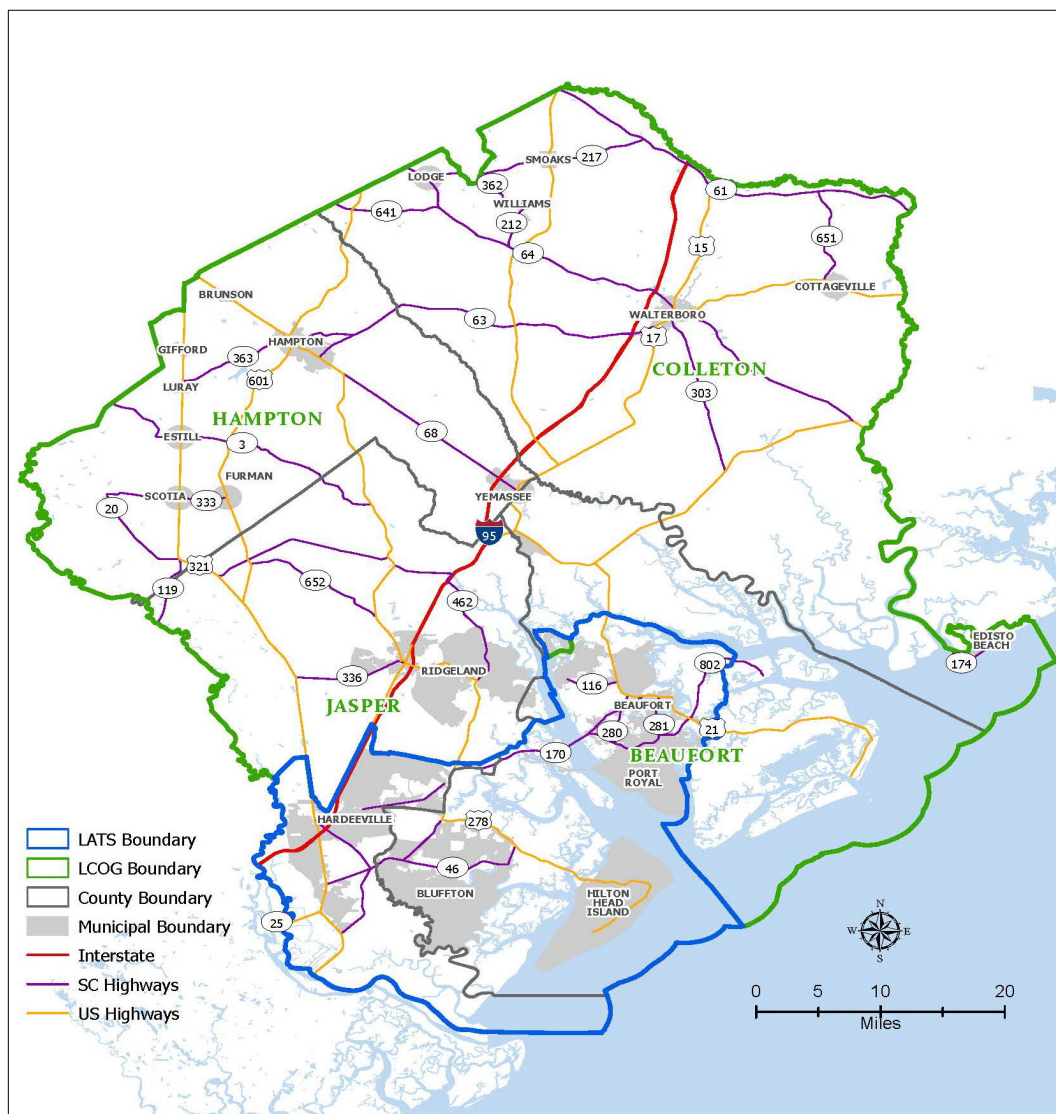 SMOAKS
217
LODGE
362
61
WILLIAMS
641
212
651
15
64
COTTAGEVILLE
BRUNSON
WALTERBORO
63
17
HAMPTON
GIFFORD
363
COLLETON
601
LURAY
303
HAMPTON
68
ESTILL
3
FURMAN
YEMASSEE
SCOTIA
333
20
95
321
652
119
462
EDISTO
BEACH
174
802
336
RIDGELAND
116
JASPER
BEAUFORT
281
21
280
BEAUFORT
170
PORT
ROYAL
HARDEEVILLE
278
46
BLUFFTON
HILTON
HEAD
ISLAND
25
LATS Boundary
LCOG Boundary
County Boundary
Municipal Boundary
Interstate
SC Highways
US Highways
N
W
E
S
0 5 10 20
Miles